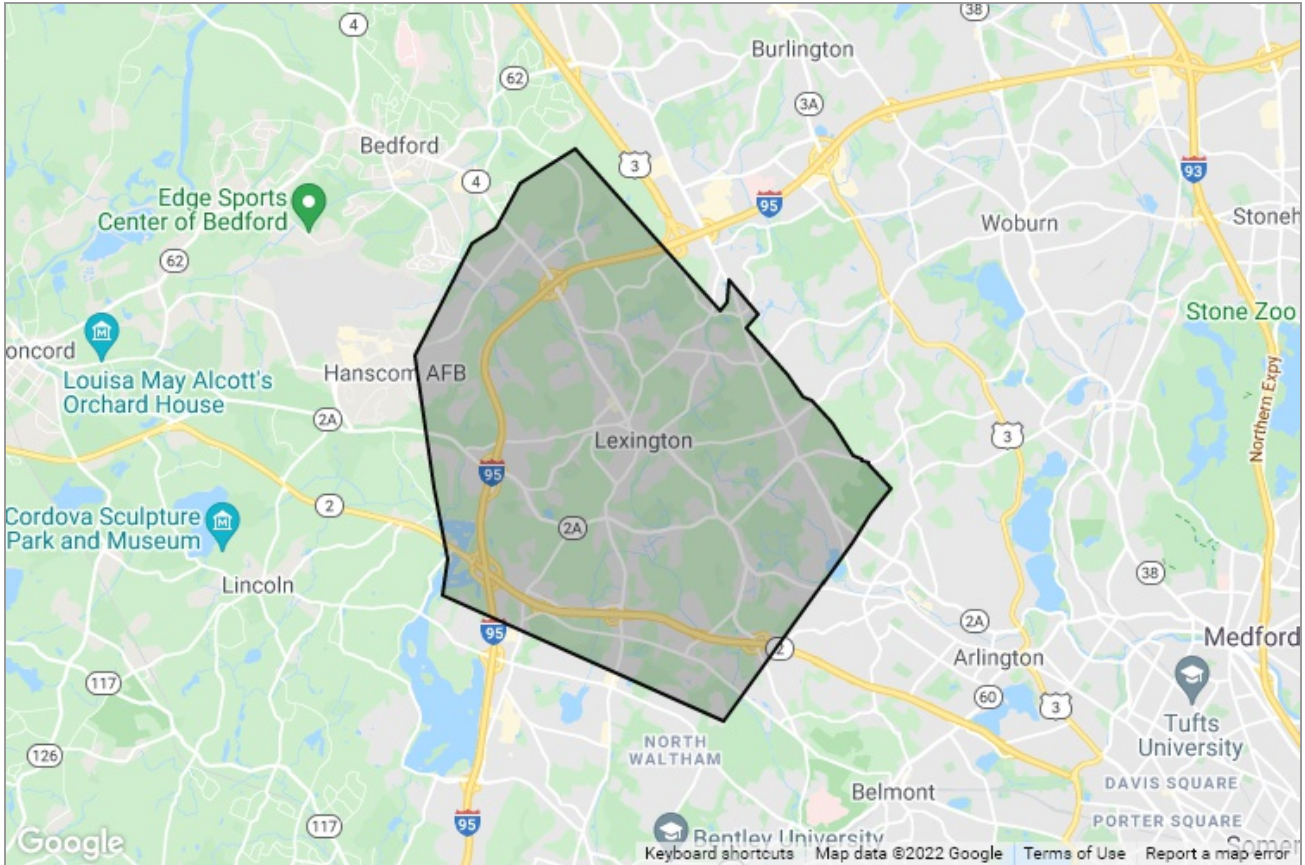 4
38
Burlington
62
3A
Bedford
3
4
93
Edge Sports
Center of Bedford
95
Woburn
Stoneh
62
Stone Zoo
oncord
Hanscom AFB
Louisa May Alcott's
Orchard House
2A
Northern Expy
Lexington
3
95
2
Cordova Sculpture
Park and Museum
2A
Lincoln
38
95
2A
Medford
2
Arlington
117
60
3
Tufts
University
126
NORTH
WALTHAM
DAVIS SQUARE
Belmont
PORTER SQUARE
117
95
Bentley University
Somer
Google
Keyboard shortcuts
Map data ©2022 Google
Terms of Use
Report a map error